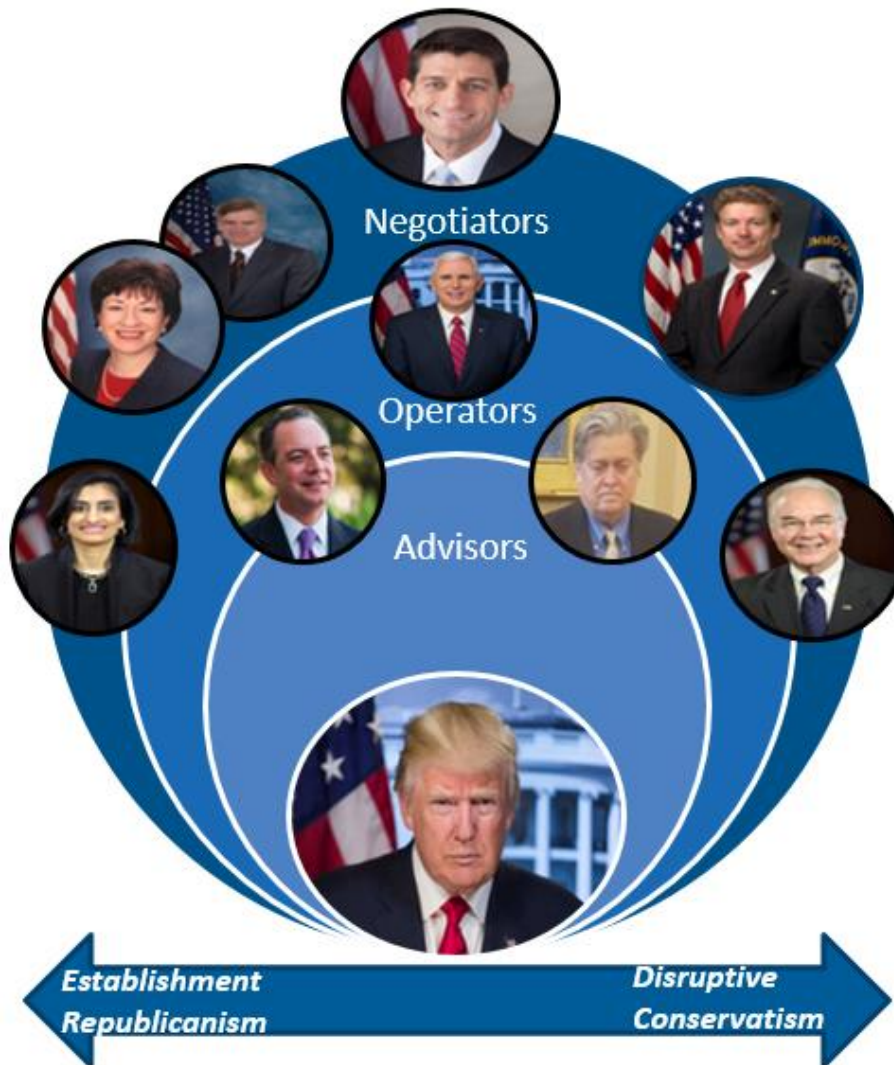 Negotiators
Operators
Advisors
Establishment
Republicanism
Disruptive
Conservatism